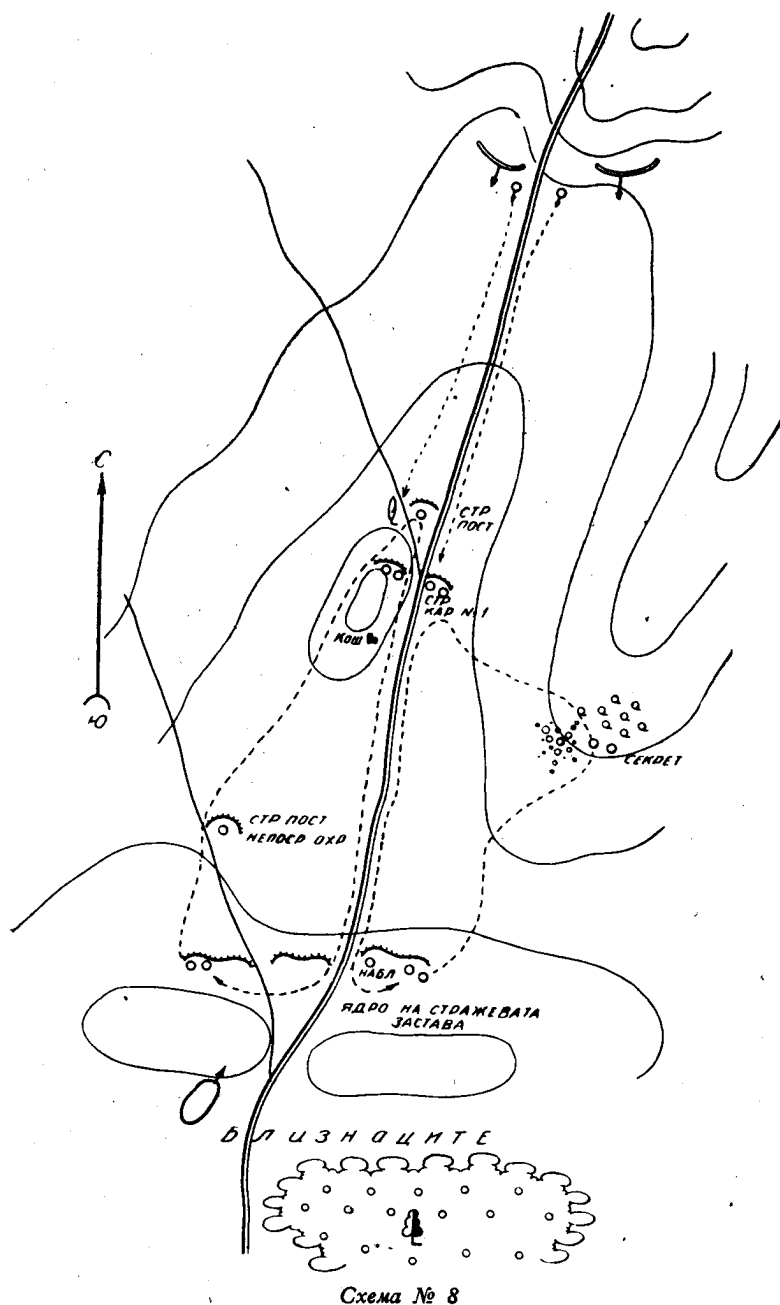 С
СТР
ПОСТ
СТР
КАР №1
КОШ
Ю
СЕКРЕТ
СТР ПОСТ
НЕПОСР ОХР
НАБЛ
ЯДРО НА СТРАЖЕВАТА
ЗАСТАВА
БЛИЗНАЦИТЕ
Схема № 8